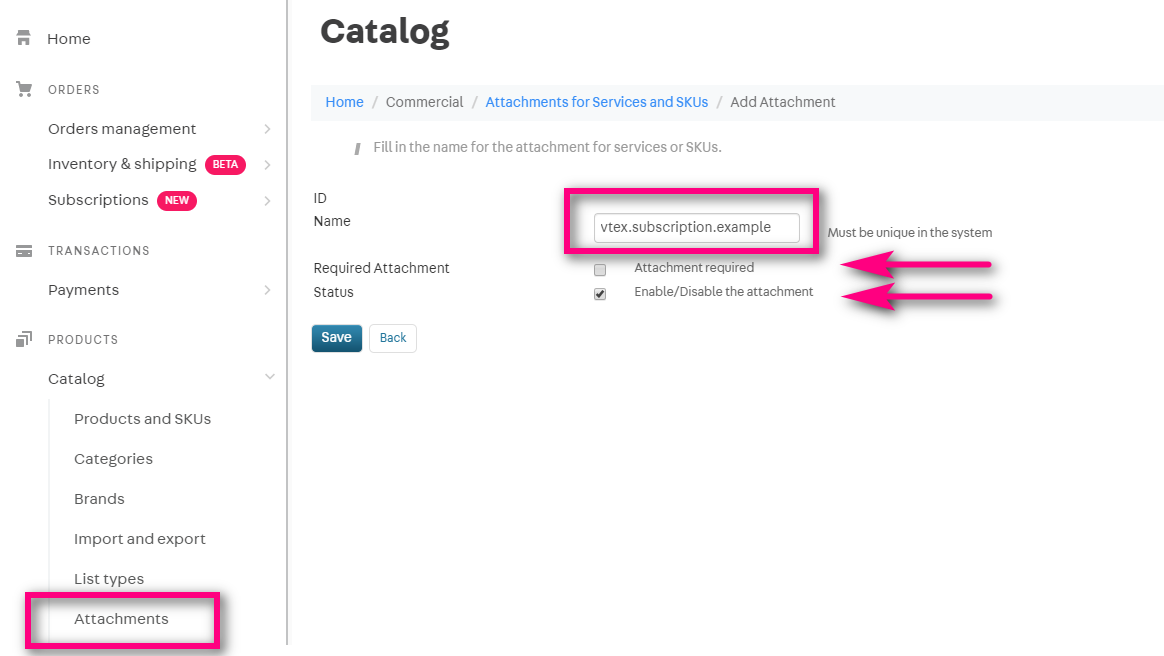 Home
ORDERS
Orders management
Inventory & shipping BETA
Subscriptions NEW
TRANSACTIONS
Payments
PRODUCTS
Catalog
Products and SKUs
Categories
Brands
Import and export
List types
Attachments
Catalog
Home / Commercial / Attachments for Services and SKUs / Add Attachment
Fill in the name for the attachment for services or SKUs.
ID
Name vtex.subscription.example Must be unique in the system
Required Attachment Attachment required
Status Enable/Disable the attachment
Save Back